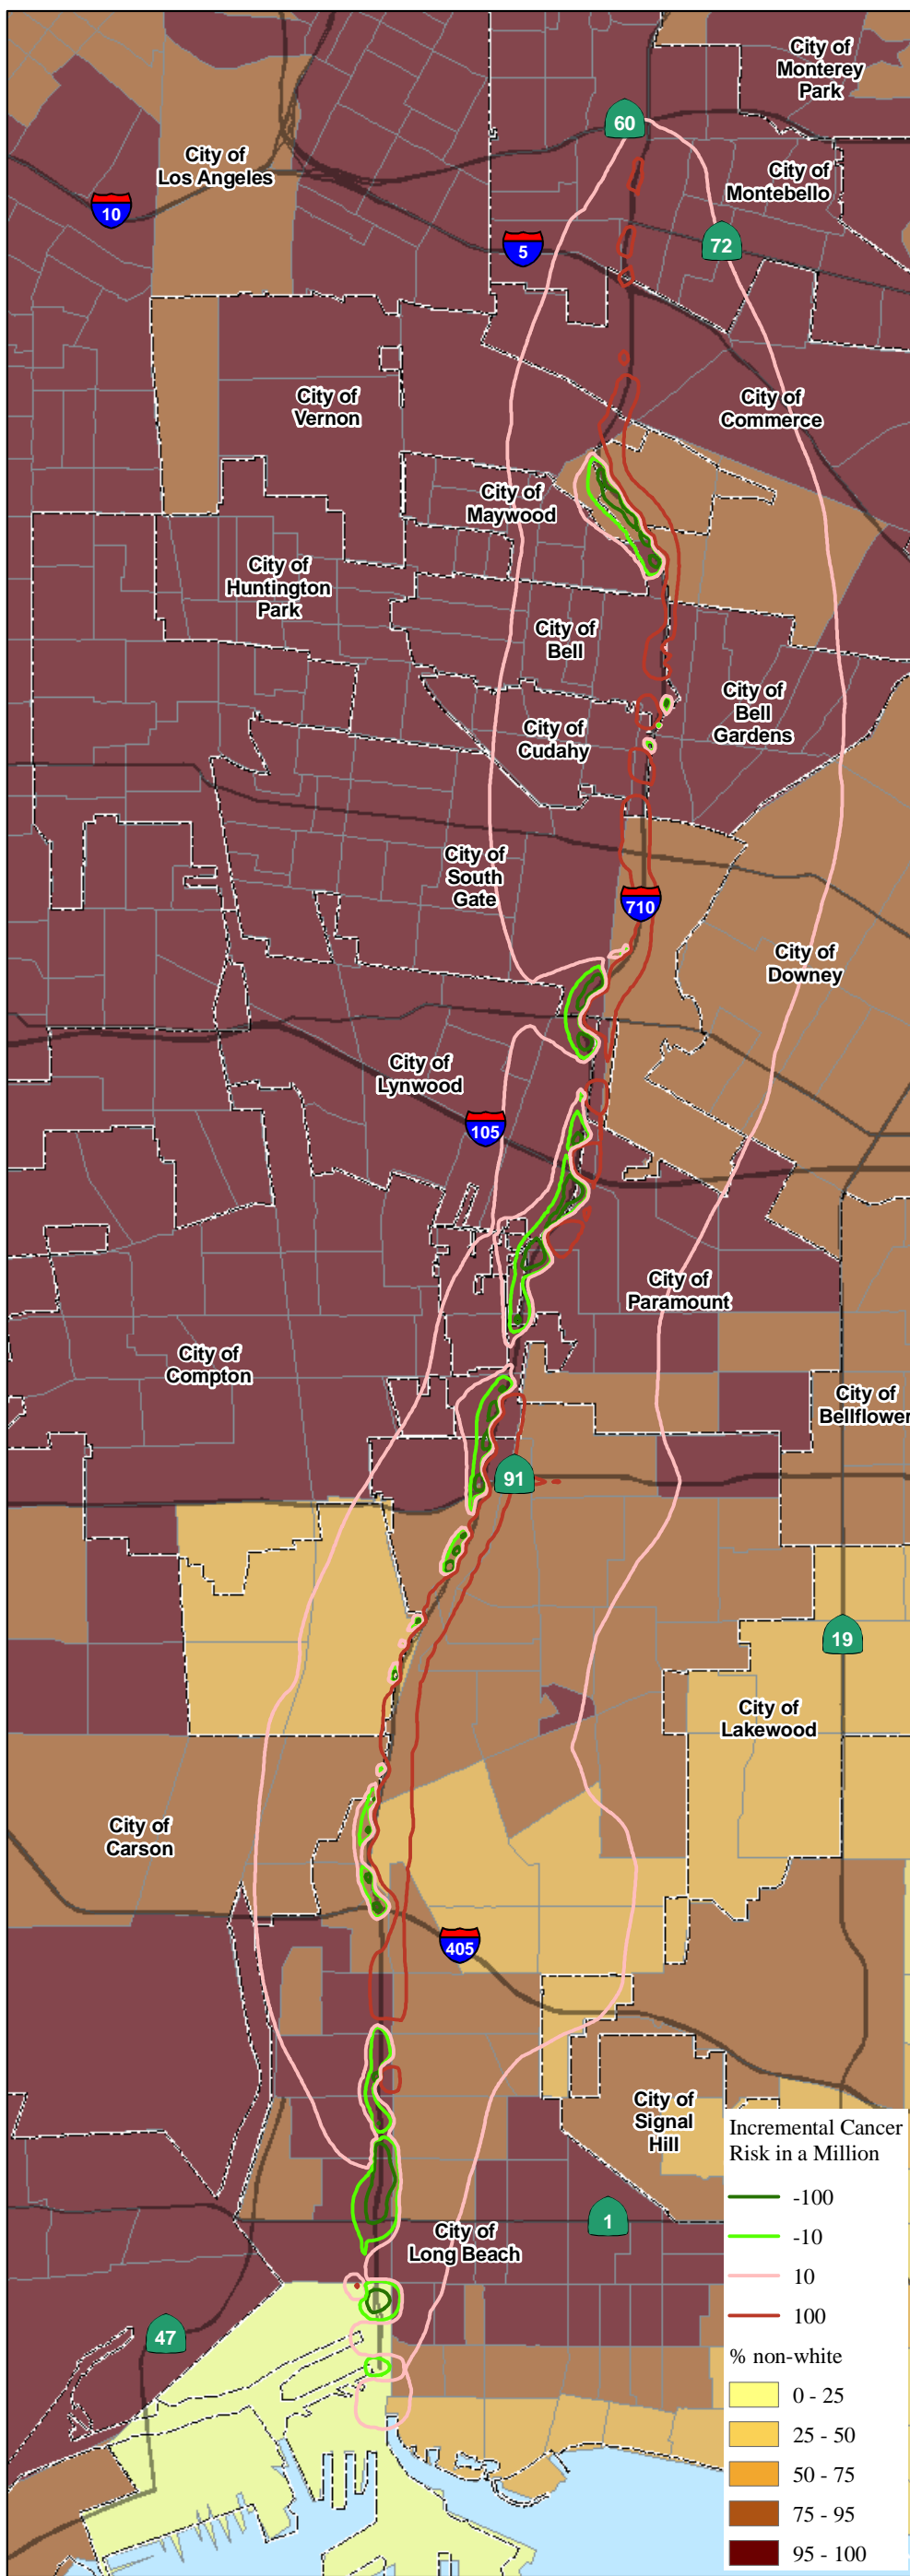 City of
Monterey
Park
60
City of
Los Angeles
City of
Montebello
10
5
72
City of
Vernon
City of
Commerce
City of
Maywood
City of
Huntington
Park
City of
Bell
City of
Bell
Gardens
City of
Cudahy
City of
South
Gate
710
City of
Downey
City of
Lynwood
105
City of
Paramount
City of
Compton
City of
Bellflower
91
19
City of
Lakewood
City of
Carson
405
City of
Signal
Hill
1
City of
Long Beach
47
Incremental Cancer
Risk in a Million
-100
-10
10
100
% non-white
0 - 25
25 - 50
50 - 75
75 - 95
95 - 100